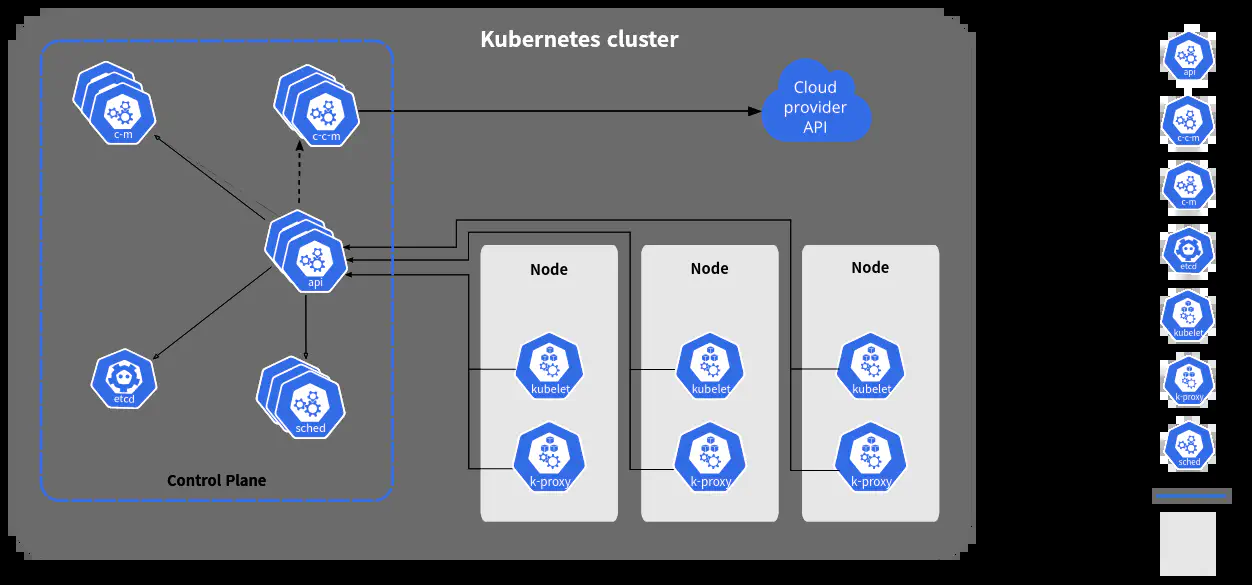 Kubernetes cluster
c-m
c-c-m
Cloud
provider
API
api
etcd
sched
Control Plane
Node
kubelet
k-proxy
Node
kubelet
k-proxy
Node
kubelet
k-proxy
api
c-c-m
c-m
etcd
kubelet
k-proxy
sched